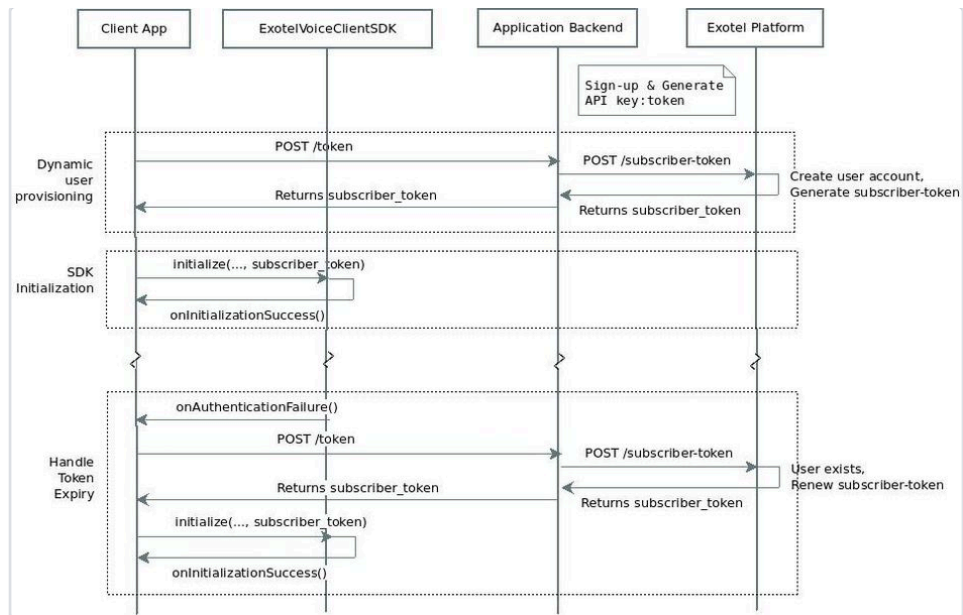 Client App
ExotelVoiceClientSDK
Application Backend
Exotel Platform
Sign-up & Generate
API key:token
Dynamic
user
provisioning
POST /token
POST /subscriber-token
Create user account,
Generate subscriber-token
Returns subscriber_token
Returns subscriber_token
SDK
Initialization
initialize(..., subscriber_token)
onInitializationSuccess()
Handle
Token
Expiry
onAuthenticationFailure()
POST /token
POST /subscriber-token
User exists,
Renew subscriber-token
Returns subscriber_token
Returns subscriber_token
initialize(..., subscriber_token)
onInitializationSuccess()